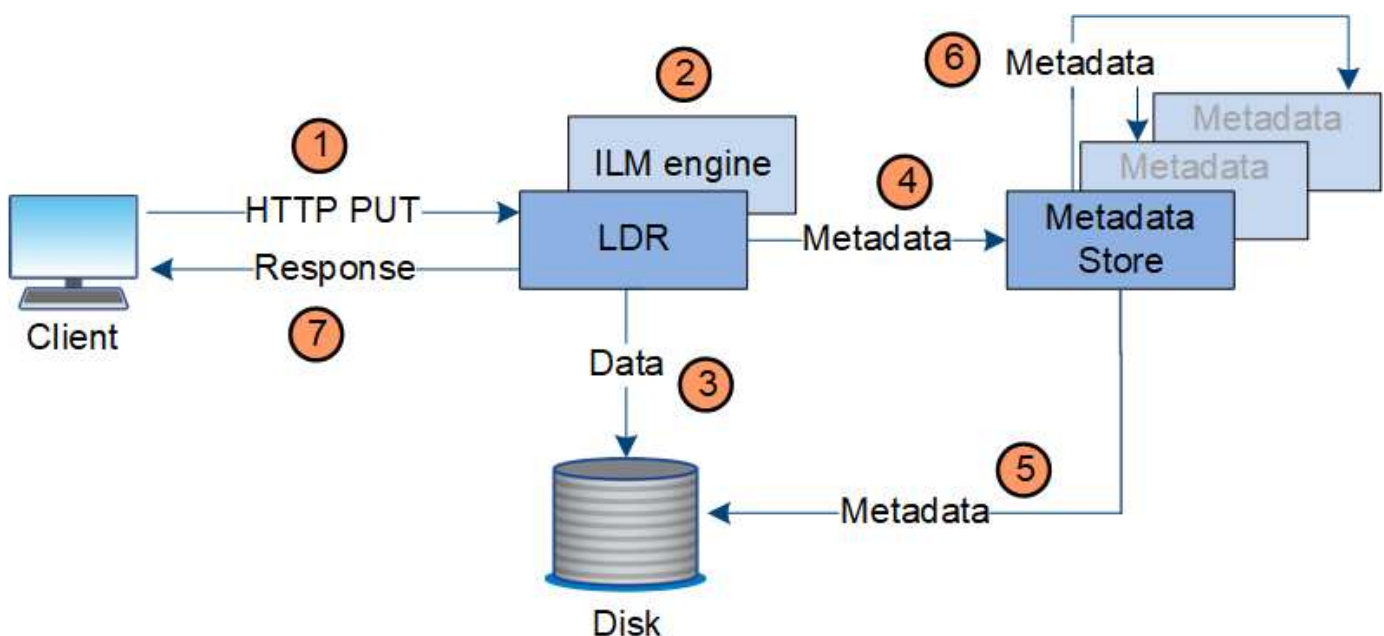 6
Metadata
2
Metadata
1
Metadata
ILM engine
4
HTTP PUT
LDR
Metadata
Metadata
Store
Response
Client
7
Data
3
5
Metadata
Disk